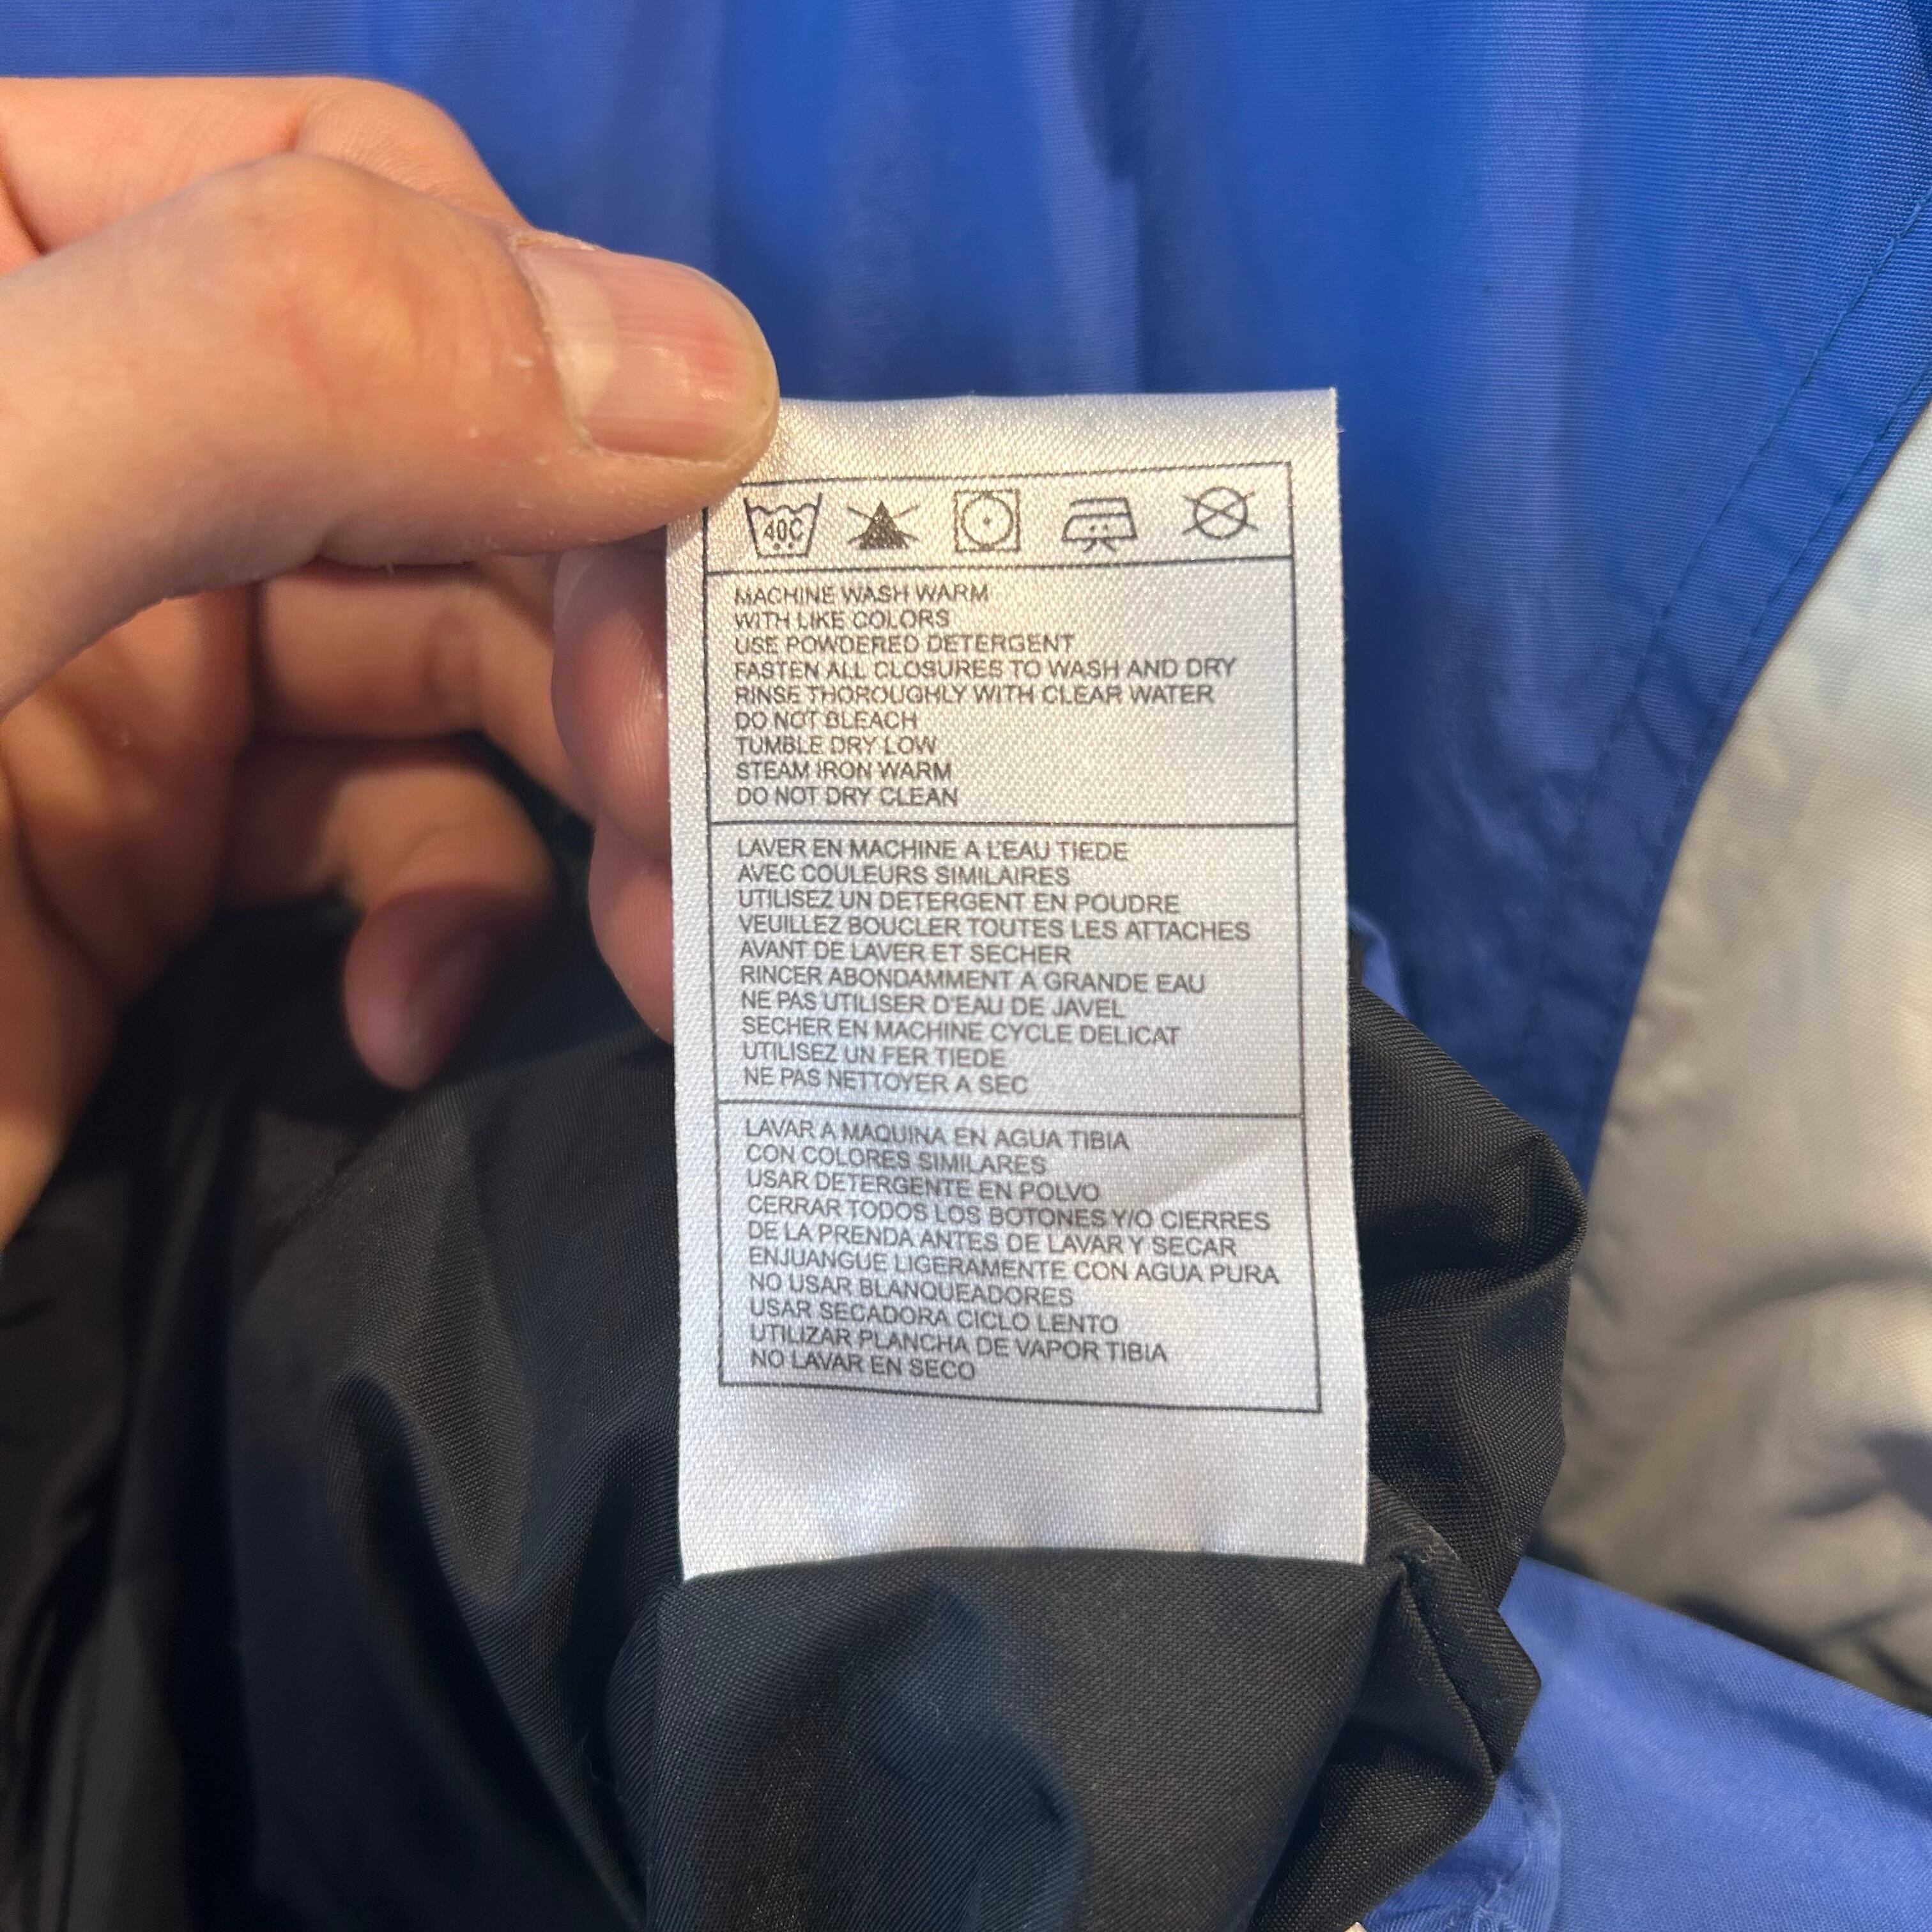 40C
MACHINE WASH WARM
WITH LIKE COLORS
USE POWDERED DETERGENT
FASTEN ALL CLOSURES TO WASH AND DRY
RINSE THOROUGHLY WITH CLEAR WATER
DO NOT BLEACH
TUMBLE DRY LOW
STEAM IRON WARM
DO NOT DRY CLEAN
LAVER EN MACHINE A L'EAU TIEDE
AVEC COULEURS SIMILAIRES
UTILISEZ UN DETERGENT EN POUDRE
VEUILLEZ BOUCLER TOUTES LES ATTACHES
AVANT DE LAVER ET SECHER
RINCER ABONDAMMENT A GRANDE EAU
NE PAS UTILISER D'EAU DE JAVEL
SECHER EN MACHINE CYCLE DELICAT
UTILISEZ UN FER TIEDE
NE PAS NETTOYER A SEC
LAVAR A MAQUINA EN AGUA TIBIA
CON COLORES SIMILARES
USAR DETERGENTE EN POLVO
CERRAR TODOS LOS BOTONES Y/O CIERRES
DE LA PRENDA ANTES DE LAVAR Y SECAR
ENJUANGUE LIGERAMENTE CON AGUA PURA
NO USAR BLANQUEADORES
USAR SECADORA CICLO LENTO
UTILIZAR PLANCHA DE VAPOR TIBIA
NO LAVAR EN SECO